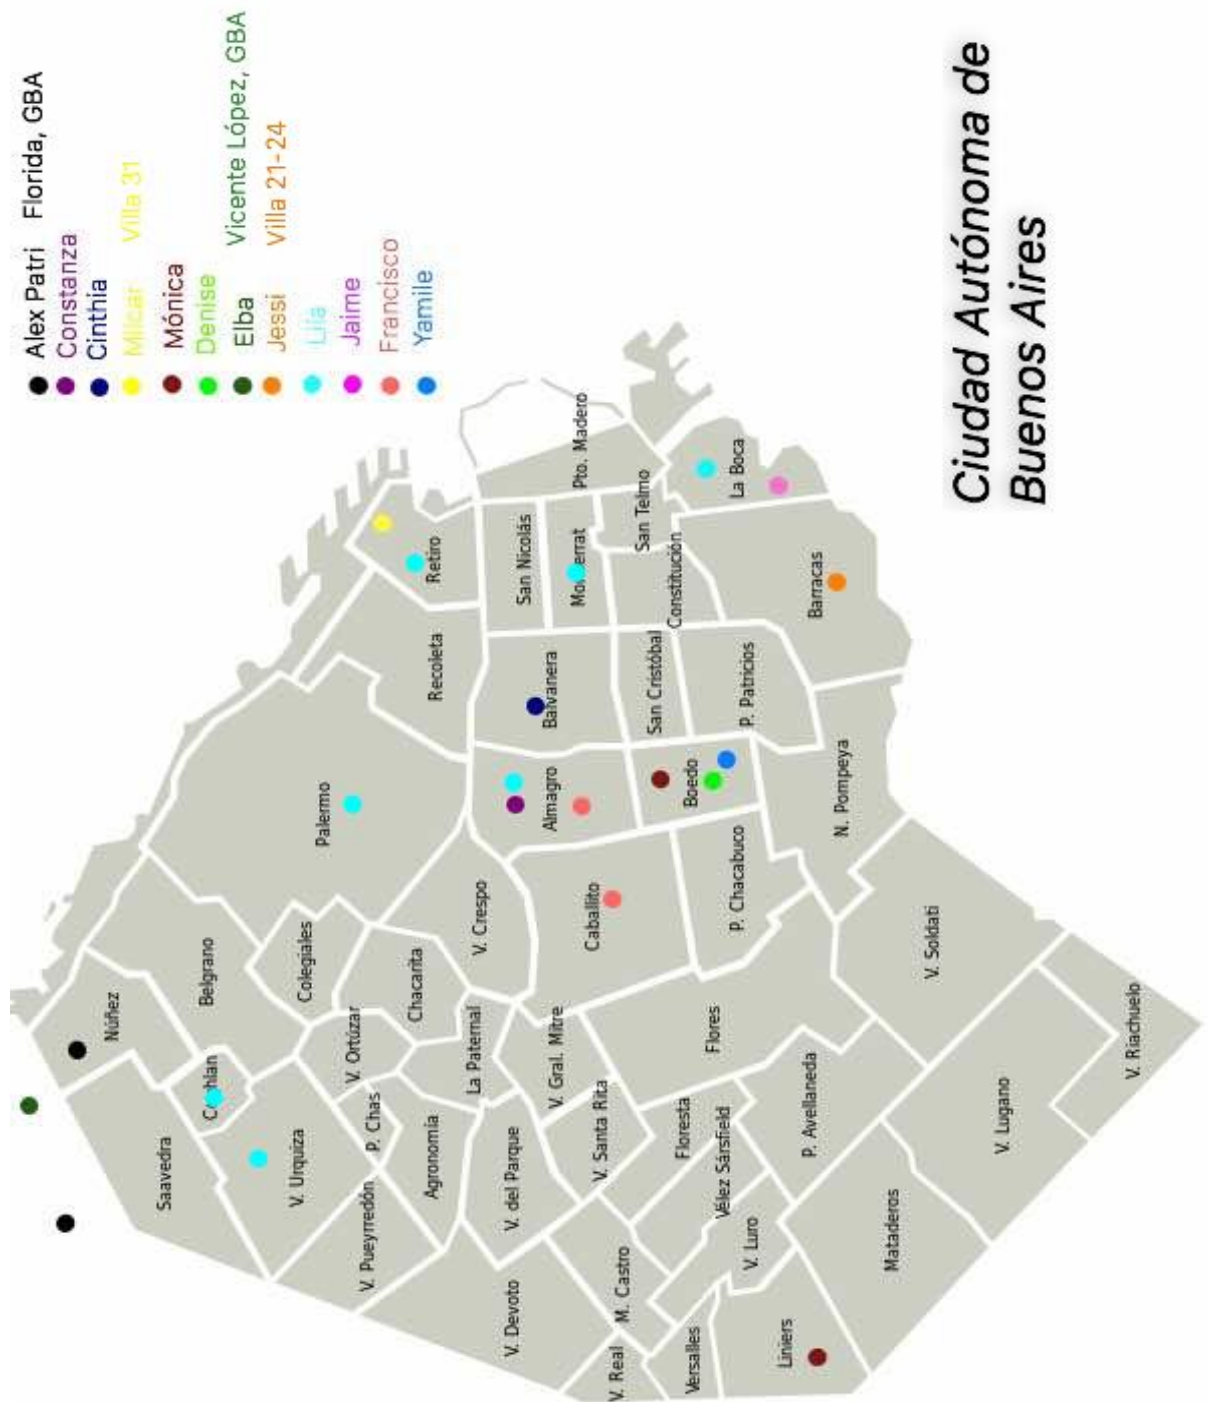 Alex Patri Florida, GBA
Constanza
Cinthia
Milcar Villa 31
Mónica
Denise
Elba Vicente López, GBA
Jessi Villa 21-24
Lila
Jaime
Francisco
Yamile
Núñez
Saavedra
Belgrano
Coghlan
V. Urquiza
Colegiales
Palermo
V. Ortúzar
P. Chas
V. Pueyrredón
Chacarita
Agronomía
Recoleta
Retiro
La Paternal
V. Crespo
V. del Parque
V. Devoto
San Nicolás
Almagro
Balvanera
V. Gral. Mitre
Monserrat
Pto. Madero
Caballito
V. Santa Rita
M. Castro
V. Real
San Cristóbal
San Telmo
Constitución
Floresta
Boedo
Versalles
Flores
Vélez Sársfield
P. Chacabuco
P. Patricios
La Boca
V. Luro
Liniers
P. Avellaneda
Barracas
N. Pompeya
Mataderos
V. Soldati
V. Lugano
V. Riachuelo
Ciudad Autónoma de
Buenos Aires